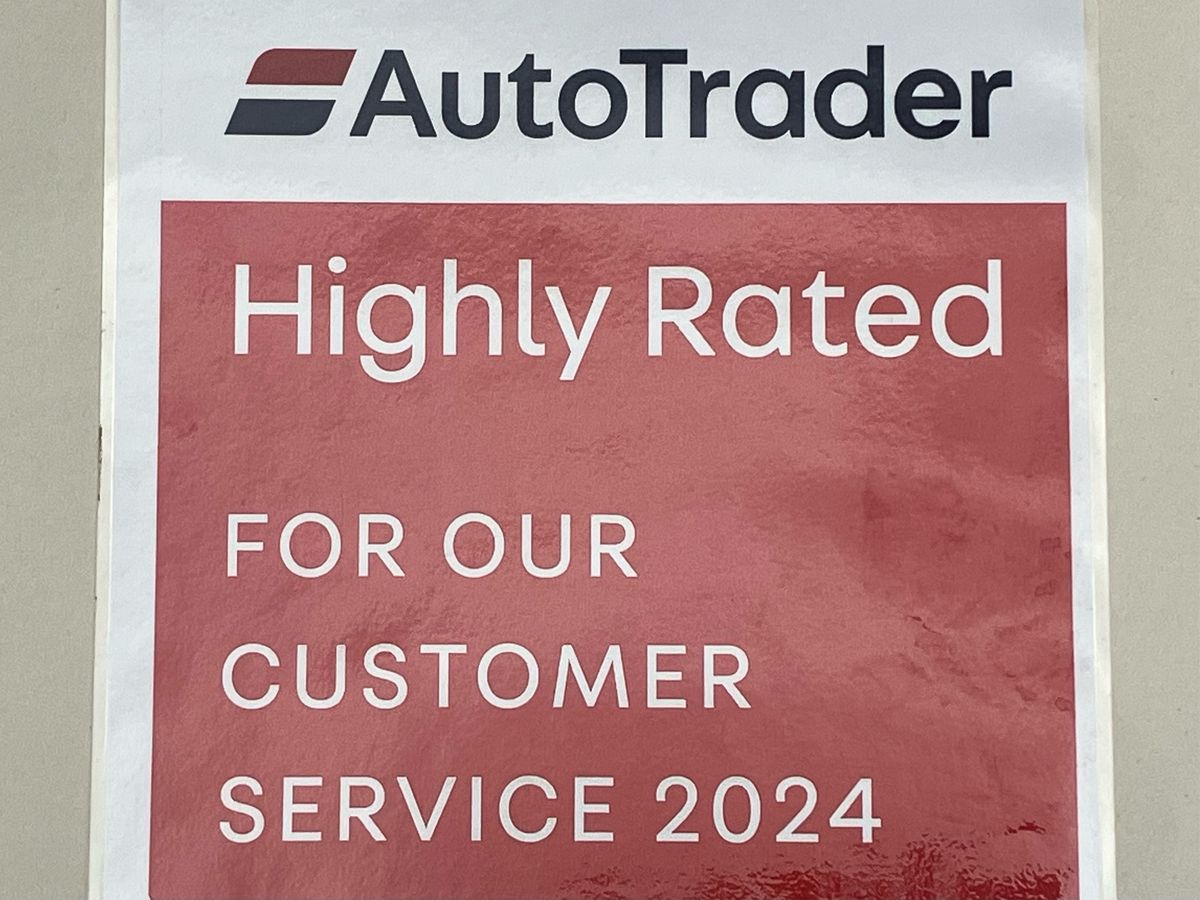 AutoTrader
Highly Rated
FOR OUR
CUSTOMER
SERVICE 2024